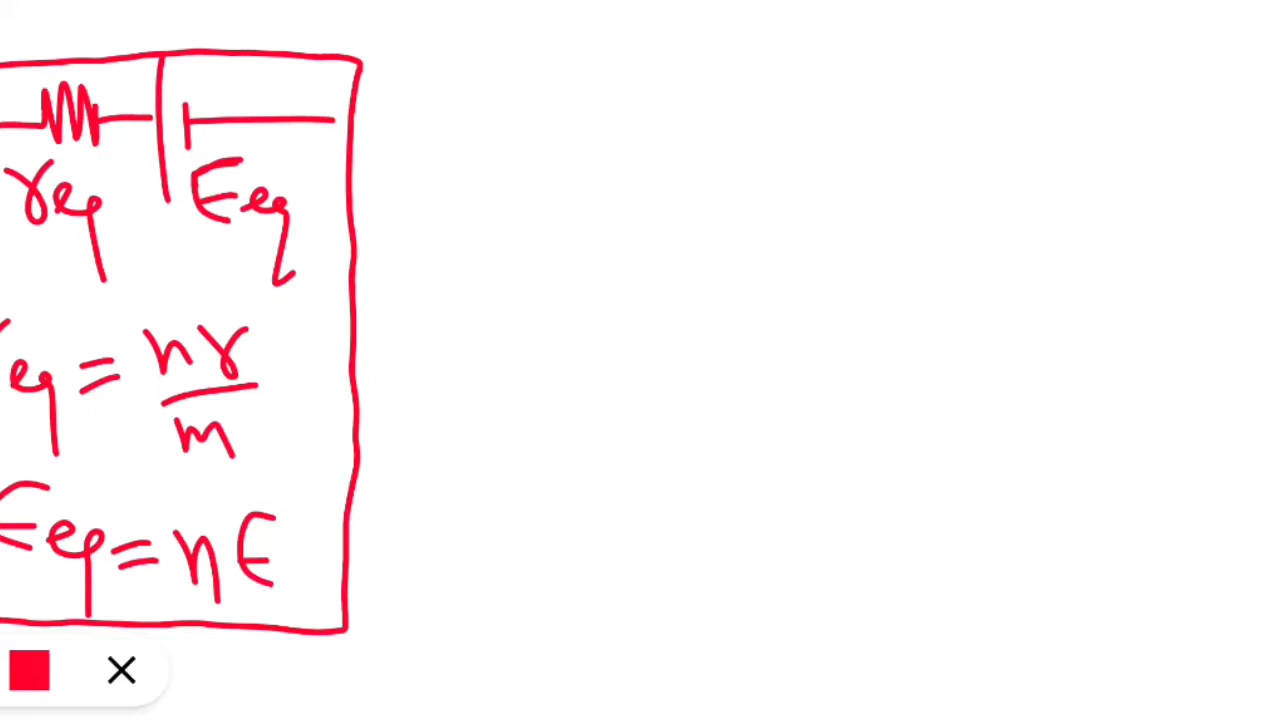 req Eeq
req = nr/m
Eeq = nE